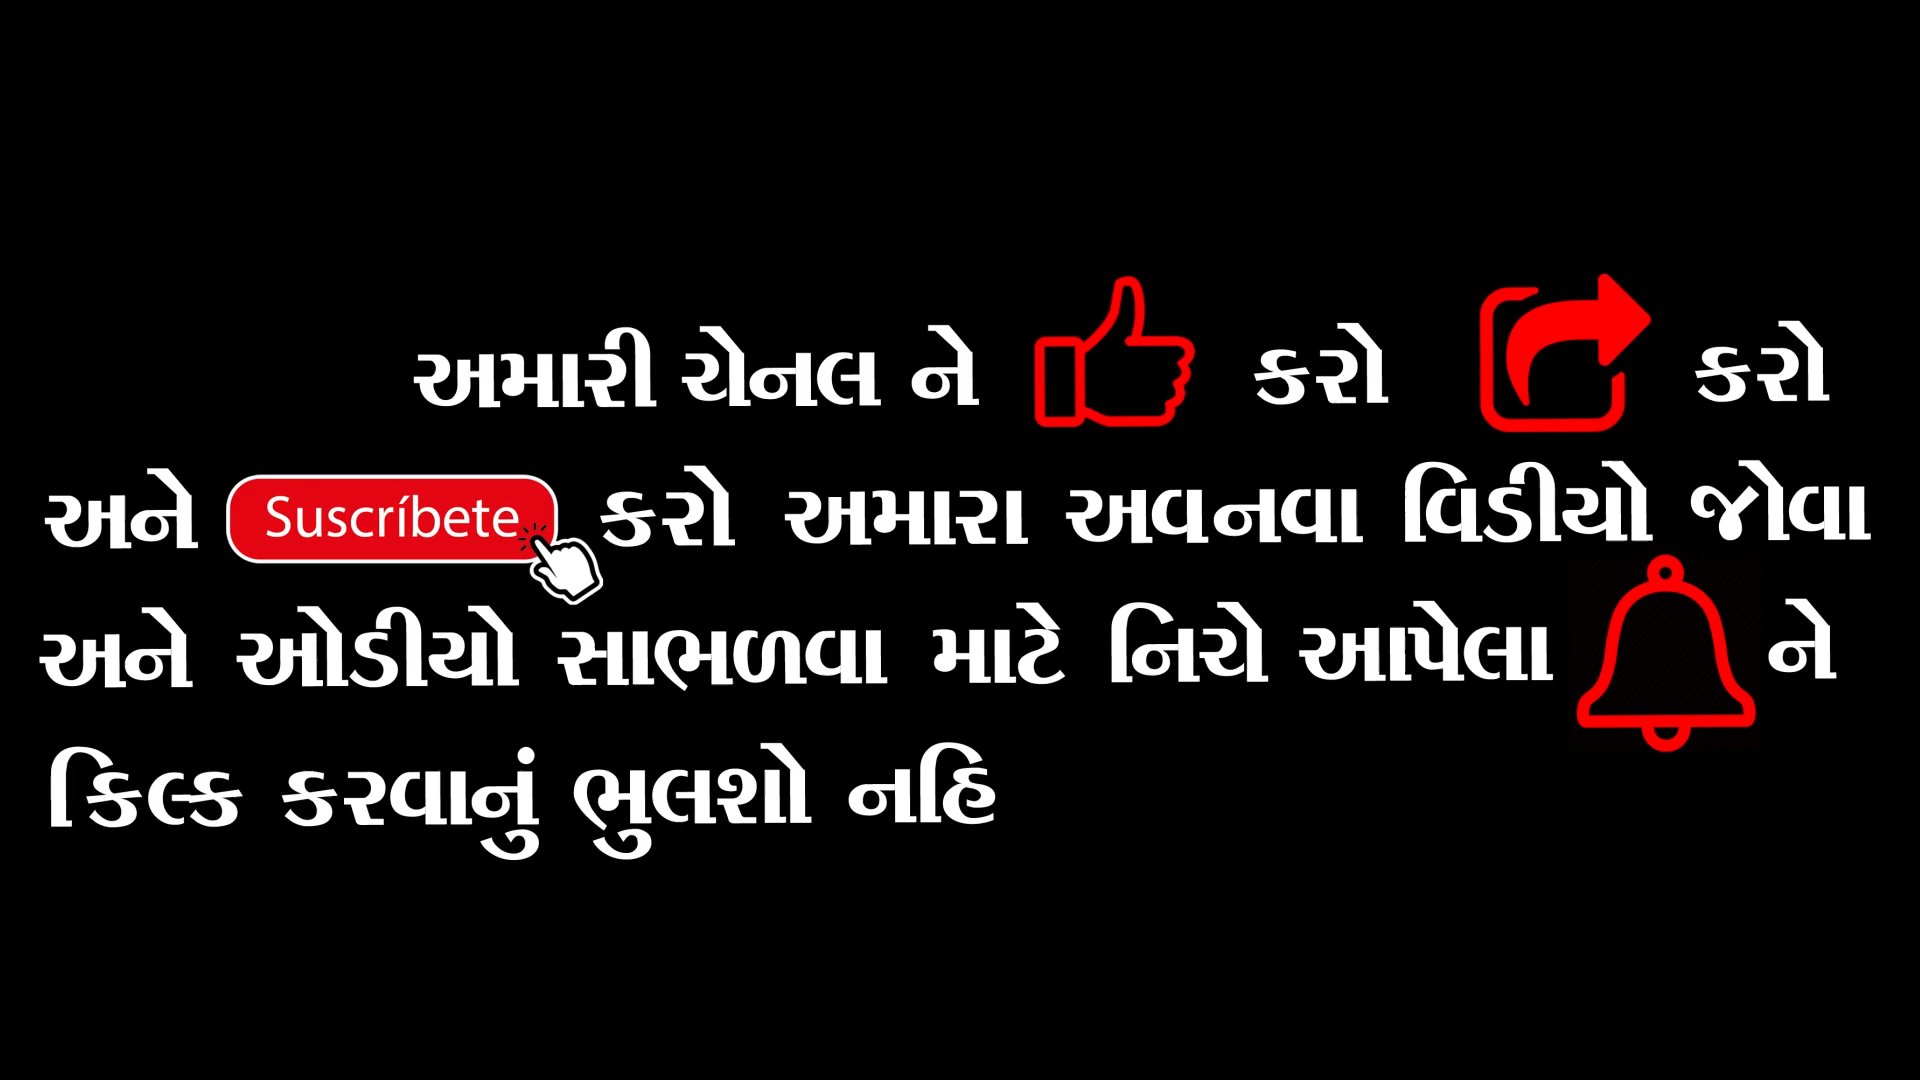 અમારી ચેનલ ને કરો કરો
અને Suscríbete કરો અમારા અવનવા વિડીયો જોવા
અને ઓડીયો સાભળવા માટે નિચે આપેલા ને
કિલ્ક કરવાનું ભુલશો નહિ